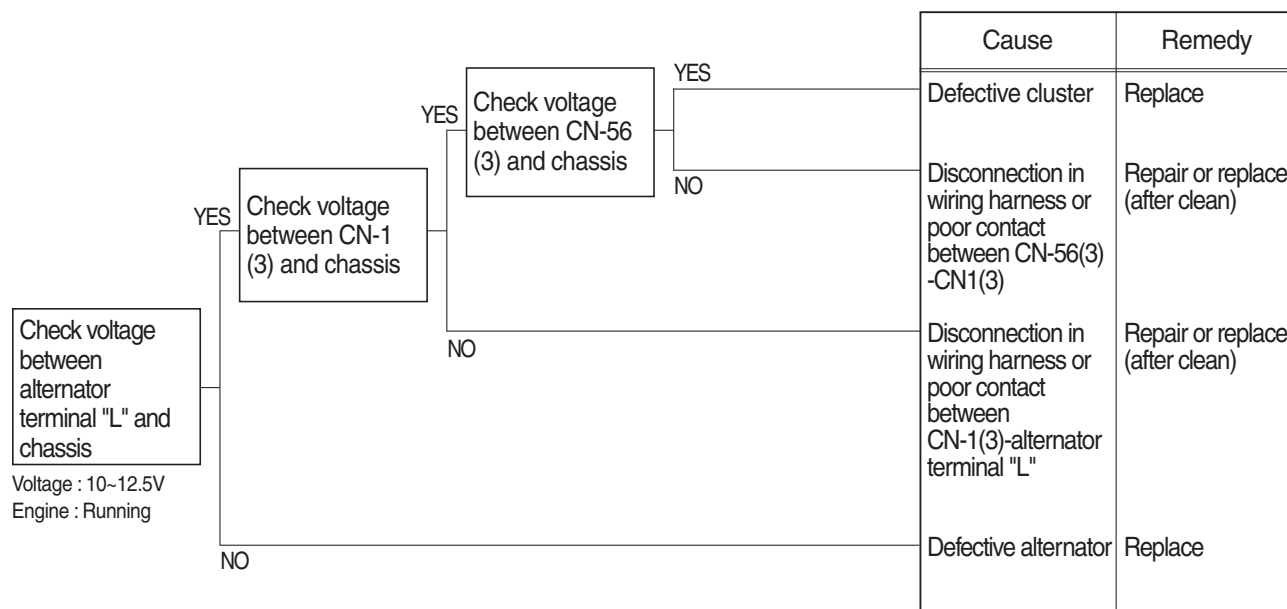 Cause
Remedy
YES
Defective cluster
Replace
Check voltage
between CN-56
(3) and chassis
YES
NO
Disconnection in
wiring harness or
poor contact
between CN-56(3)
-CN1(3)
Repair or replace
(after clean)
YES
Check voltage
between CN-1
(3) and chassis
NO
Disconnection in
wiring harness or
poor contact
between
CN-1(3)-alternator
terminal "L"
Repair or replace
(after clean)
Check voltage
between
alternator
terminal "L" and
chassis
Voltage : 10~12.5V
Engine : Running
NO
Defective alternator
Replace